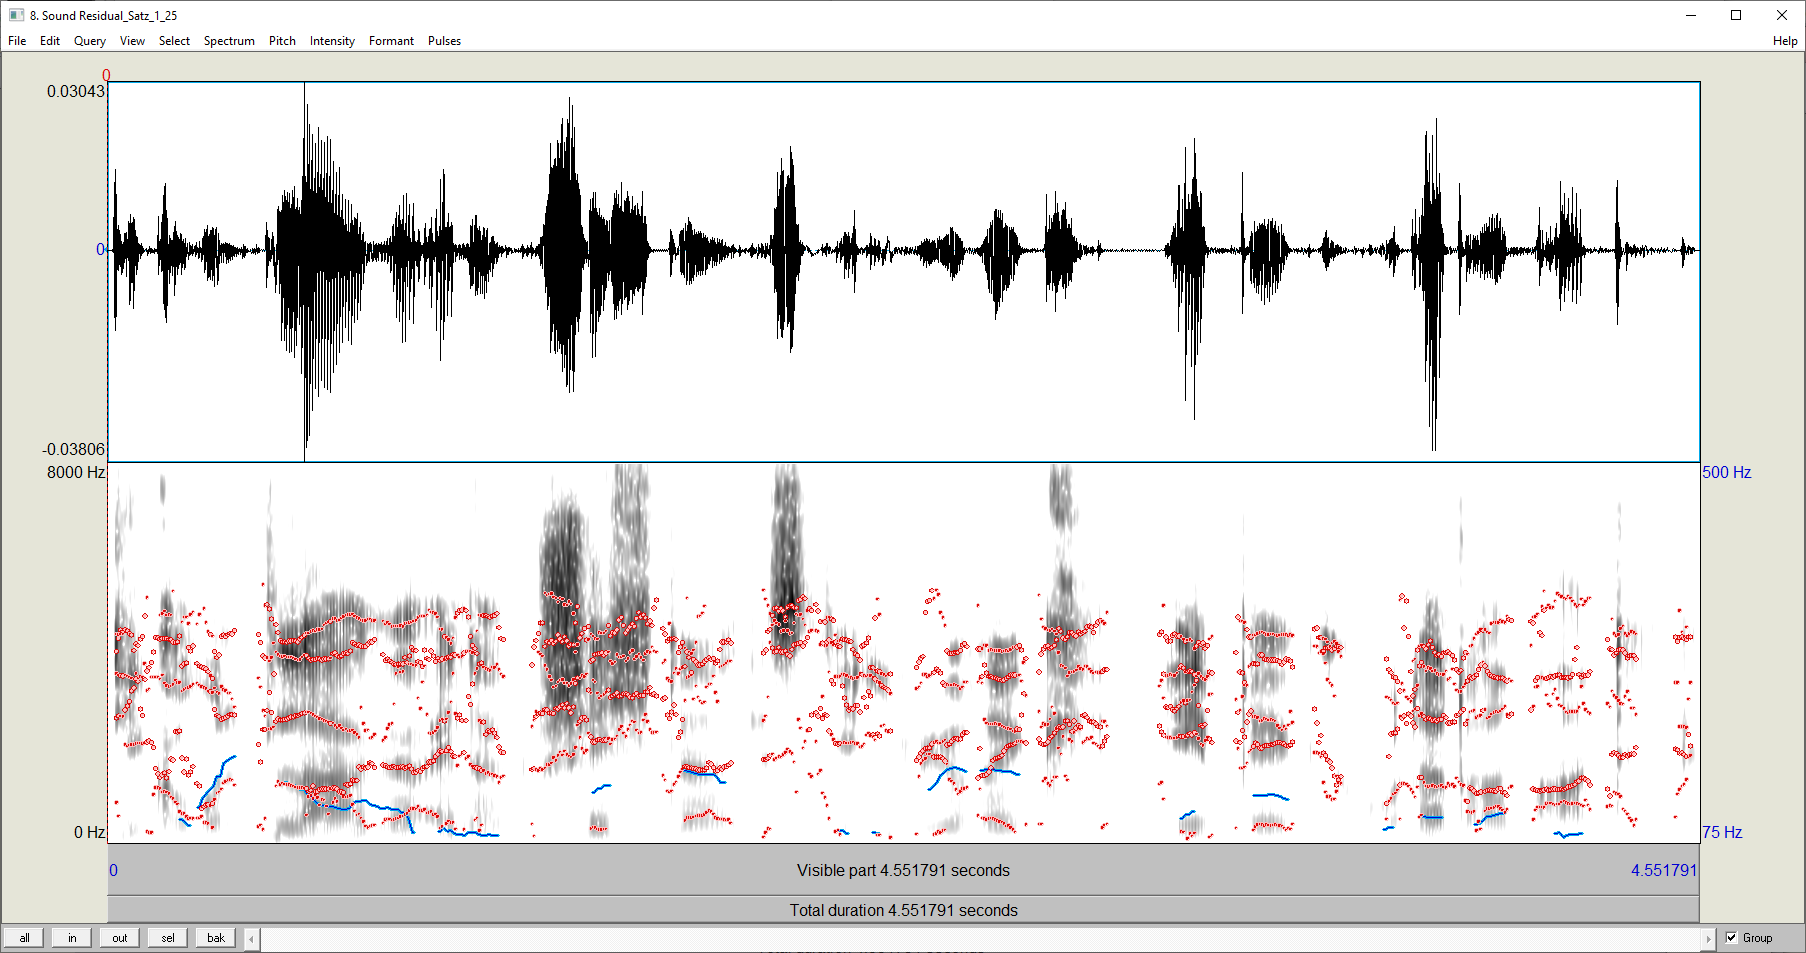 8. Sound Residual_Satz_1_25
File Edit Query View Select Spectrum Pitch Intensity Formant Pulses Help
0
0.03043
0
-0.03806
8000 Hz 500 Hz
0 Hz 75 Hz
0 Visible part 4.551791 seconds 4.551791
Total duration 4.551791 seconds
all in out sel bak Group